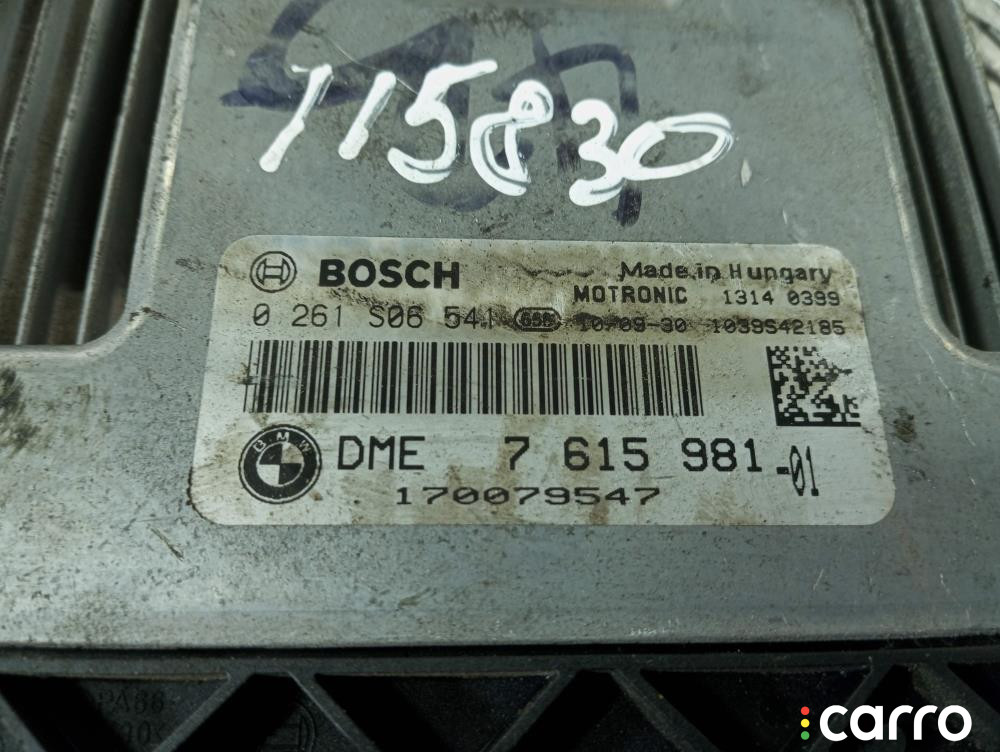 115830
BOSCH
Made in Hungary
MOTRONIC 1314 0399
0 261 S06 541 10-09-30 1039S42185
BMW
DME 7 615 981-01
170079547
carro